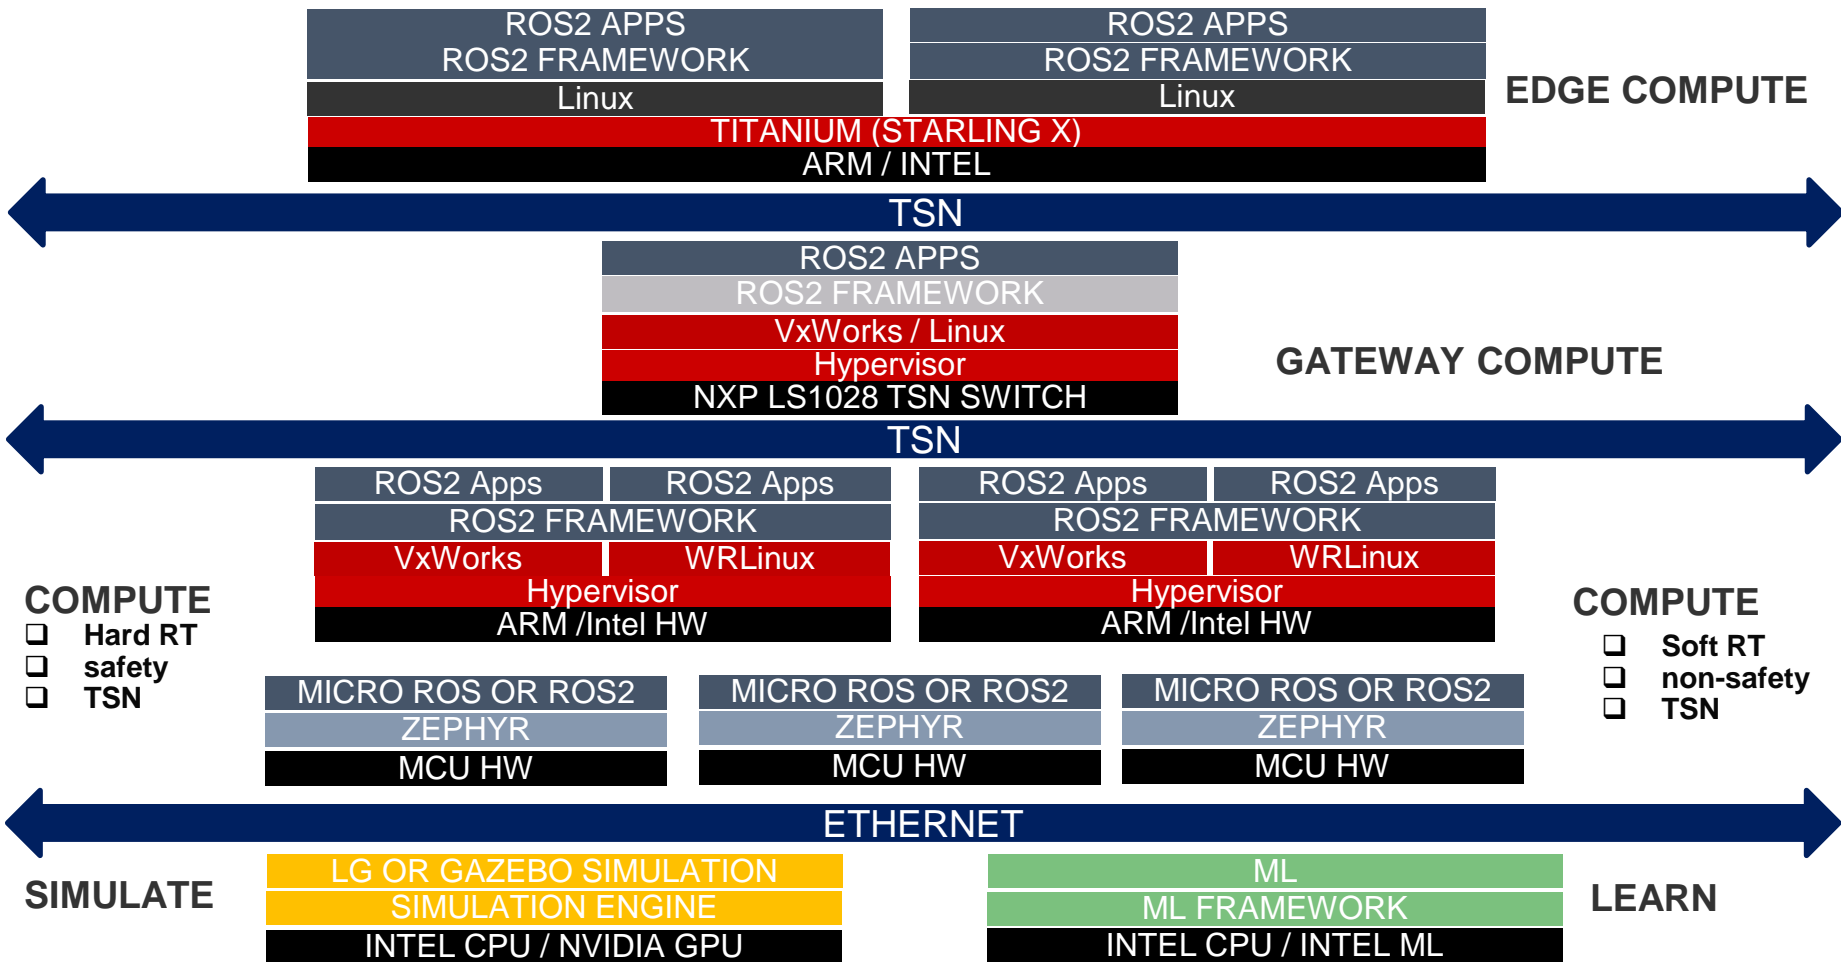 ROS2 APPS
ROS2 FRAMEWORK
Linux
ROS2 APPS
ROS2 FRAMEWORK
Linux
EDGE COMPUTE
TITANIUM (STARLING X)
ARM / INTEL
TSN
ROS2 APPS
ROS2 FRAMEWORK
VxWorks / Linux
Hypervisor
NXP LS1028 TSN SWITCH
GATEWAY COMPUTE
TSN
ROS2 Apps
ROS2 Apps
ROS2 FRAMEWORK
VxWorks
WRLinux
Hypervisor
ARM /Intel HW
ROS2 Apps
ROS2 Apps
ROS2 FRAMEWORK
VxWorks
WRLinux
Hypervisor
ARM /Intel HW
COMPUTE
❑ Hard RT
❑ safety
❑ TSN
COMPUTE
❑ Soft RT
❑ non-safety
❑ TSN
MICRO ROS OR ROS2
ZEPHYR
MCU HW
MICRO ROS OR ROS2
ZEPHYR
MCU HW
MICRO ROS OR ROS2
ZEPHYR
MCU HW
ETHERNET
SIMULATE
LG OR GAZEBO SIMULATION
SIMULATION ENGINE
INTEL CPU / NVIDIA GPU
ML
ML FRAMEWORK
INTEL CPU / INTEL ML
LEARN